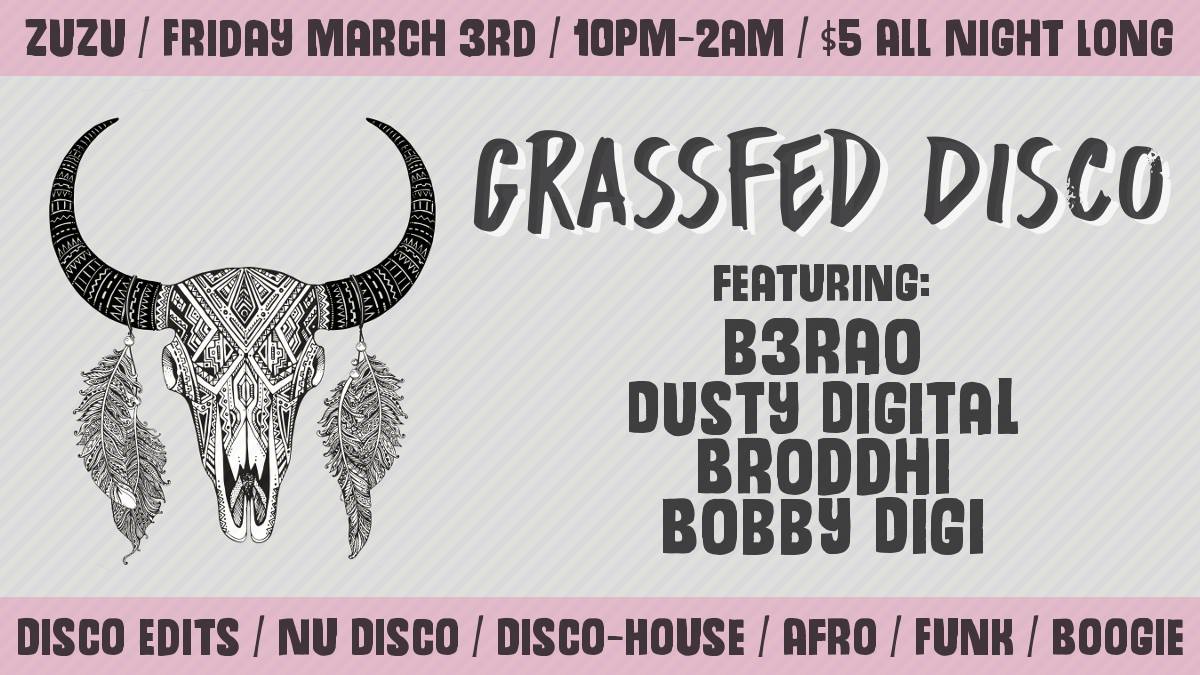 ZUZU / FRIDAY MARCH 3RD / 10PM-2AM / $5 ALL NIGHT LONG
GRASSFED DISCO
FEATURING:
B3RAO
DUSTY DIGITAL
BRODDHI
BOBBY DIGI
DISCO EDITS / NU DISCO / DISCO-HOUSE / AFRO / FUNK / BOOGIE